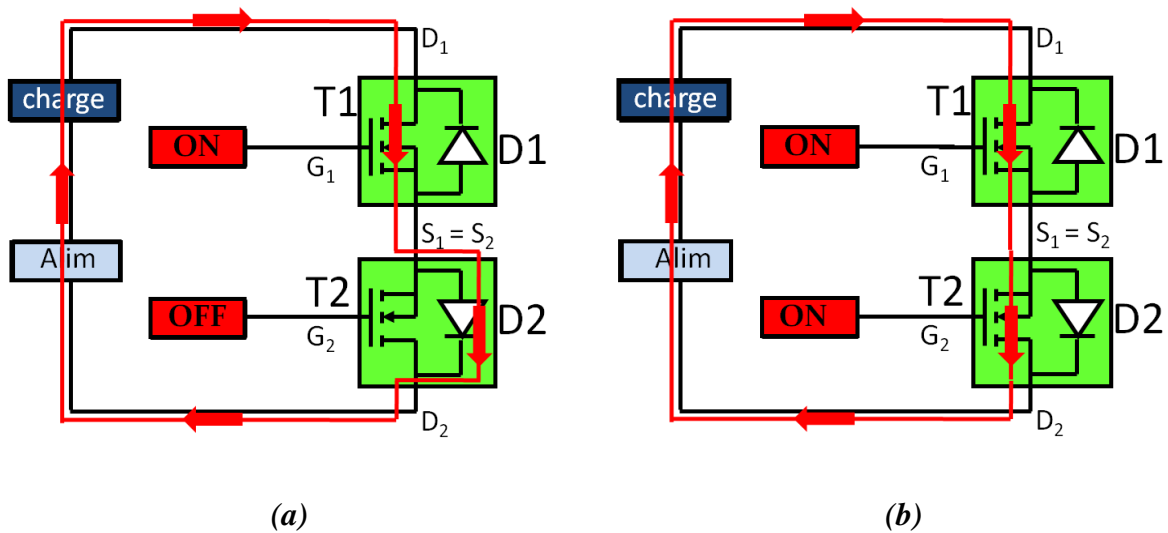 D₁
T1
charge
ON
D1
G₁
S₁ = S₂
Alim
T2
OFF
D2
G₂
D₂
(a)
D₁
T1
charge
ON
D1
G₁
S₁ = S₂
Alim
T2
ON
D2
G₂
D₂
(b)